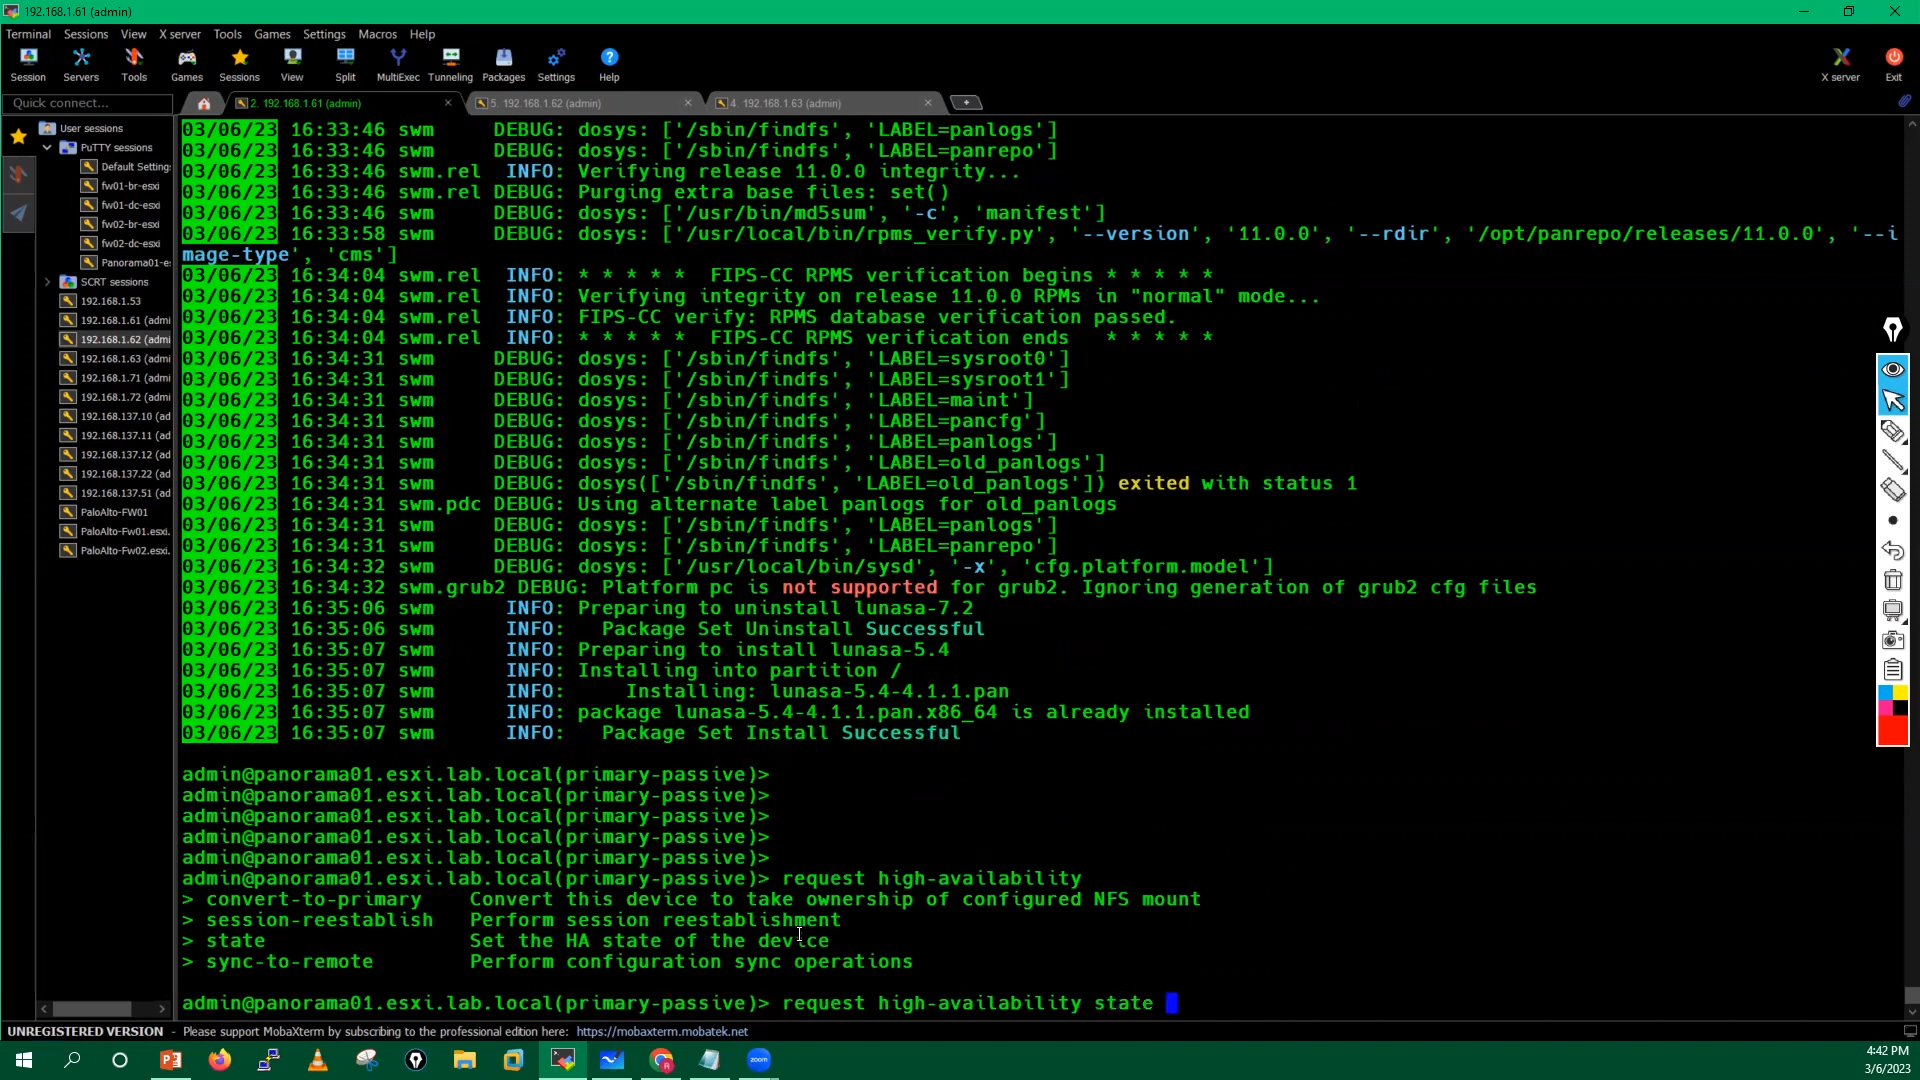 192.168.1.61 (admin)
Terminal Sessions View X server Tools Games Settings Macros Help
Session Servers Tools Games Sessions View Split MultiExec Tunneling Packages Settings Help X server Exit
Quick connect... 2. 192.168.1.61 (admin) 5. 192.168.1.62 (admin) 4. 192.168.1.63 (admin)
User sessions
PuTTY sessions
Default Setting
fw01-br-esxi
fw01-dc-esxi
fw02-br-esxi
fw02-dc-esxi
Panorama01-e
SCRT sessions
192.168.1.53
192.168.1.61 (admi
192.168.1.62 (admi
192.168.1.63 (admi
192.168.1.71 (admi
192.168.1.72 (admi
192.168.137.10 (ad
192.168.137.11 (ad
192.168.137.12 (ad
192.168.137.22 (ad
192.168.137.51 (ad
PaloAlto-FW01
PaloAlto-Fw01.esxi.
PaloAlto-Fw02.esxi.
03/06/23 16:33:46 swm DEBUG: dosys: ['/sbin/findfs', 'LABEL=panlogs']
03/06/23 16:33:46 swm DEBUG: dosys: ['/sbin/findfs', 'LABEL=panrepo']
03/06/23 16:33:46 swm.rel INFO: Verifying release 11.0.0 integrity...
03/06/23 16:33:46 swm.rel DEBUG: Purging extra base files: set()
03/06/23 16:33:46 swm DEBUG: dosys: ['/usr/bin/md5sum', '-c', 'manifest']
03/06/23 16:33:58 swm DEBUG: dosys: ['/usr/local/bin/rpms_verify.py', '--version', '11.0.0', '--rdir', '/opt/panrepo/releases/11.0.0', '--i
mage-type', 'cms']
03/06/23 16:34:04 swm.rel INFO: * * * * * FIPS-CC RPMS verification begins * * * * *
03/06/23 16:34:04 swm.rel INFO: Verifying integrity on release 11.0.0 RPMs in "normal" mode...
03/06/23 16:34:04 swm.rel INFO: FIPS-CC verify: RPMS database verification passed.
03/06/23 16:34:04 swm.rel INFO: * * * * * FIPS-CC RPMS verification ends * * * * *
03/06/23 16:34:31 swm DEBUG: dosys: ['/sbin/findfs', 'LABEL=sysroot0']
03/06/23 16:34:31 swm DEBUG: dosys: ['/sbin/findfs', 'LABEL=sysroot1']
03/06/23 16:34:31 swm DEBUG: dosys: ['/sbin/findfs', 'LABEL=maint']
03/06/23 16:34:31 swm DEBUG: dosys: ['/sbin/findfs', 'LABEL=pancfg']
03/06/23 16:34:31 swm DEBUG: dosys: ['/sbin/findfs', 'LABEL=panlogs']
03/06/23 16:34:31 swm DEBUG: dosys: ['/sbin/findfs', 'LABEL=old_panlogs']
03/06/23 16:34:31 swm DEBUG: dosys(['/sbin/findfs', 'LABEL=old_panlogs']) exited with status 1
03/06/23 16:34:31 swm.pdc DEBUG: Using alternate label panlogs for old_panlogs
03/06/23 16:34:31 swm DEBUG: dosys: ['/sbin/findfs', 'LABEL=panlogs']
03/06/23 16:34:31 swm DEBUG: dosys: ['/sbin/findfs', 'LABEL=panrepo']
03/06/23 16:34:32 swm DEBUG: dosys: ['/usr/local/bin/sysd', '-x', 'cfg.platform.model']
03/06/23 16:34:32 swm.grub2 DEBUG: Platform pc is not supported for grub2. Ignoring generation of grub2 cfg files
03/06/23 16:35:06 swm INFO: Preparing to uninstall lunasa-7.2
03/06/23 16:35:06 swm INFO: Package Set Uninstall Successful
03/06/23 16:35:07 swm INFO: Preparing to install lunasa-5.4
03/06/23 16:35:07 swm INFO: Installing into partition /
03/06/23 16:35:07 swm INFO: Installing: lunasa-5.4-4.1.1.pan
03/06/23 16:35:07 swm INFO: package lunasa-5.4-4.1.1.pan.x86_64 is already installed
03/06/23 16:35:07 swm INFO: Package Set Install Successful
admin@panorama01.esxi.lab.local(primary-passive)>
admin@panorama01.esxi.lab.local(primary-passive)>
admin@panorama01.esxi.lab.local(primary-passive)>
admin@panorama01.esxi.lab.local(primary-passive)>
admin@panorama01.esxi.lab.local(primary-passive)>
admin@panorama01.esxi.lab.local(primary-passive)> request high-availability
> convert-to-primary Convert this device to take ownership of configured NFS mount
> session-reestablish Perform session reestablishment
> state Set the HA state of the device
> sync-to-remote Perform configuration sync operations
admin@panorama01.esxi.lab.local(primary-passive)> request high-availability state
UNREGISTERED VERSION - Please support MobaXterm by subscribing to the professional edition here: https://mobaxterm.mobatek.net
zoom
4:42 PM
3/6/2023